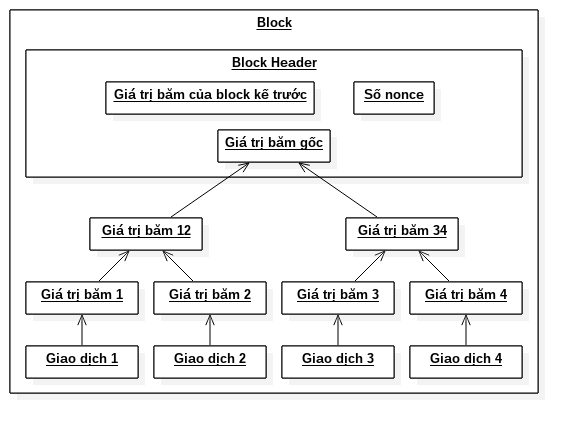 Block
Block Header
Giá trị băm của block kế trước
Số nonce
Giá trị băm gốc
Giá trị băm 12
Giá trị băm 34
Giá trị băm 1
Giá trị băm 2
Giá trị băm 3
Giá trị băm 4
Giao dịch 1
Giao dịch 2
Giao dịch 3
Giao dịch 4